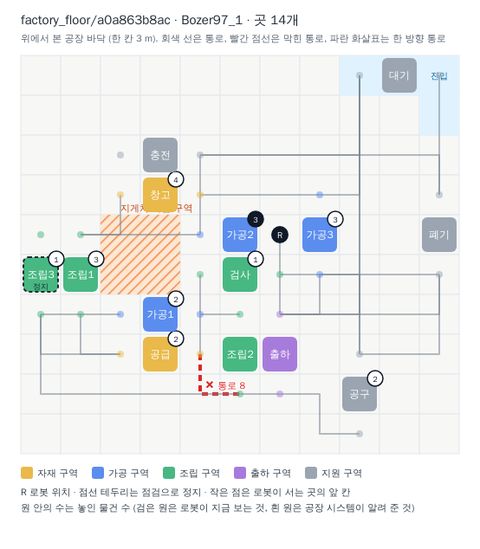 factory_floor/a0a863b8ac · Bozer97_1 · 곳 14개
위에서 본 공장 바닥 (한 칸 3 m). 회색 선은 통로, 빨간 점선은 막힌 통로, 파란 화살표는 한 방향 통로
대기
진입
충전
창고
4
구역
가공2
3
R
가공3
3
폐기
조립3
1
정지
조립1
3
검사
1
가공1
2
공급
2
조립2
출하
✕ 통로 8
공구
2
자재 구역
가공 구역
조립 구역
출하 구역
지원 구역
R 로봇 위치 · 점선 테두리는 점검으로 정지 · 작은 점은 로봇이 서는 곳의 앞 칸
원 안의 수는 놓인 물건 수 (검은 원은 로봇이 지금 보는 것, 흰 원은 공장 시스템이 알려 준 것)